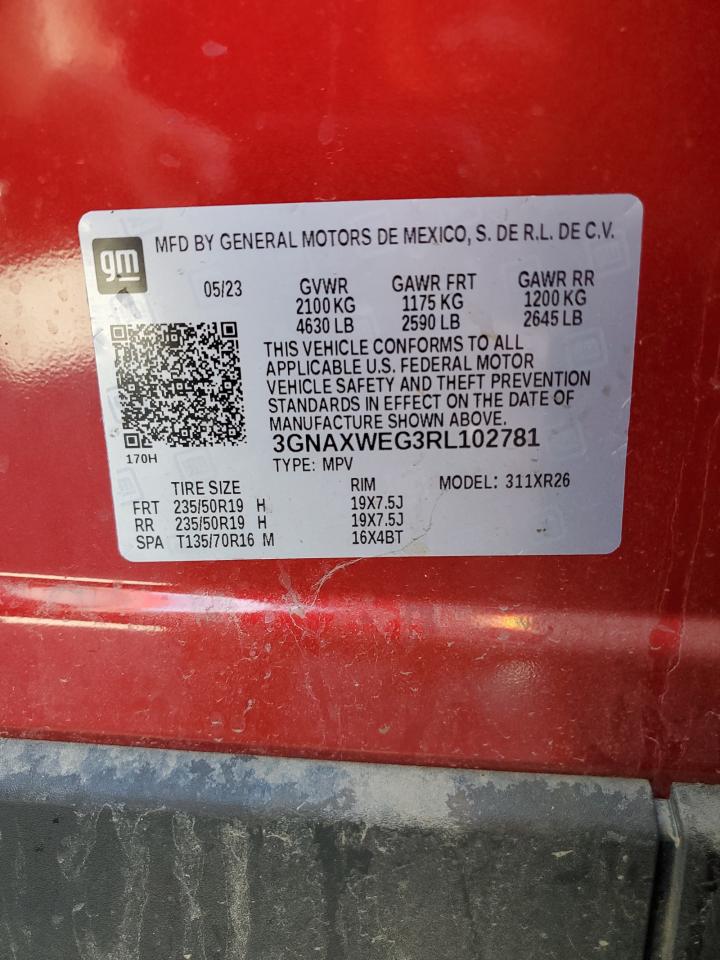 gm
MFD BY GENERAL MOTORS DE MEXICO, S. DE R.L. DE C.V.
05/23 GVWR GAWR FRT GAWR RR
2100 KG 1175 KG 1200 KG
4630 LB 2590 LB 2645 LB
THIS VEHICLE CONFORMS TO ALL
APPLICABLE U.S. FEDERAL MOTOR
VEHICLE SAFETY AND THEFT PREVENTION
STANDARDS IN EFFECT ON THE DATE OF
MANUFACTURE SHOWN ABOVE.
3GNAXWEG3RL102781
170H
TYPE: MPV
TIRE SIZE RIM MODEL: 311XR26
FRT 235/50R19 H 19X7.5J
RR 235/50R19 H 19X7.5J
SPA T135/70R16 M 16X4BT